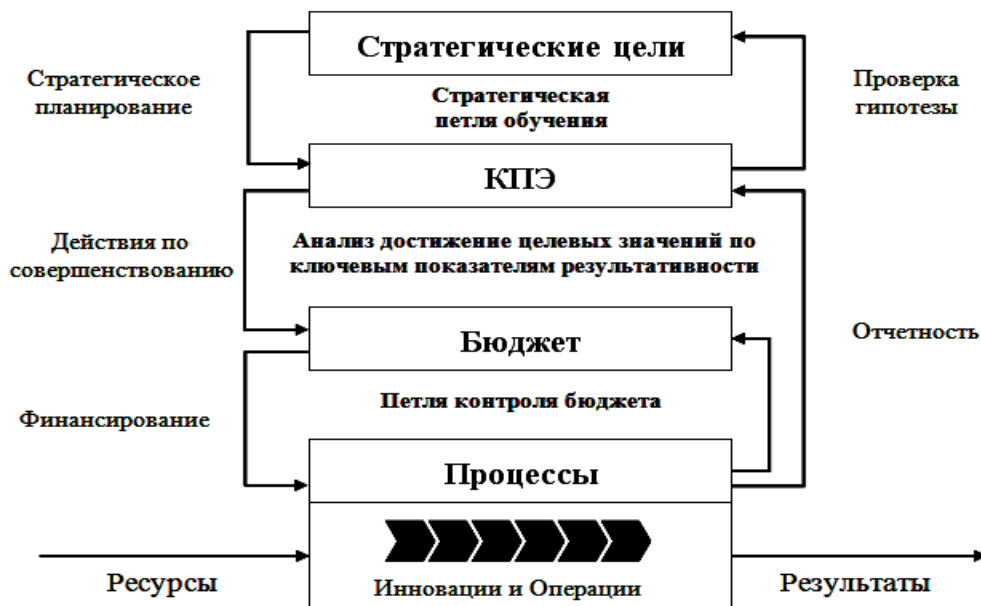 Стратегические цели
Стратегическое
планирование
Стратегическая
петля обучения
Проверка
гипотезы
КПЭ
Действия по
совершенствованию
Анализ достижение целевых значений по
ключевым показателям результативности
Отчетность
Бюджет
Финансирование
Петля контроля бюджета
Процессы
Ресурсы
Инновации и Операции
Результаты